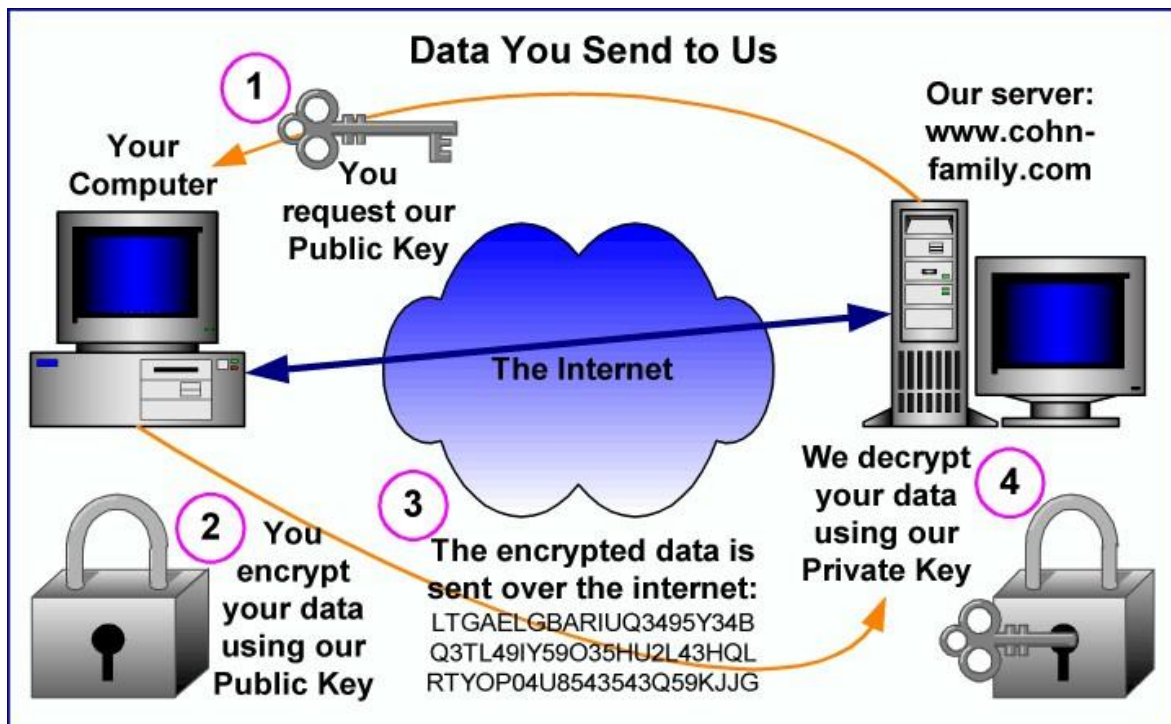 Data You Send to Us
1
Your
Computer
You
request our
Public Key
Our server:
www.cohn-
family.com
The Internet
2
You
encrypt
your data
using our
Public Key
3
The encrypted data is
sent over the internet:
LTGAELGBARIUQ3495Y34B
Q3TL49IY59O35HU2L43HQL
RTYOP04U8543543Q59KJJG
4
We decrypt
your data
using our
Private Key